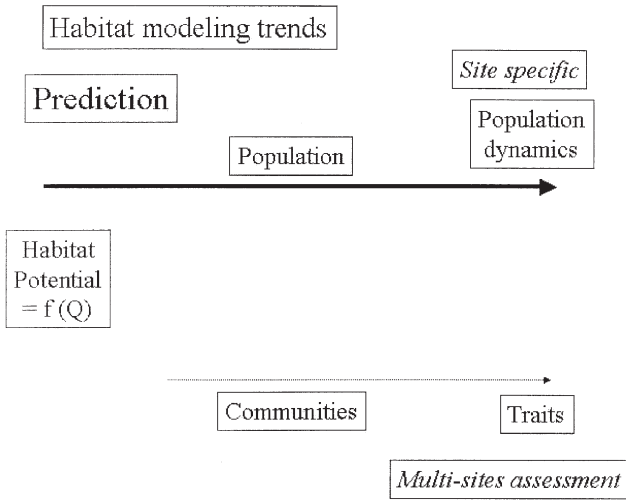 Habitat modeling trends
Site specific
Prediction
Population
dynamics
Population
Habitat
Potential
= f (Q)
Communities
Traits
Multi-sites assessment